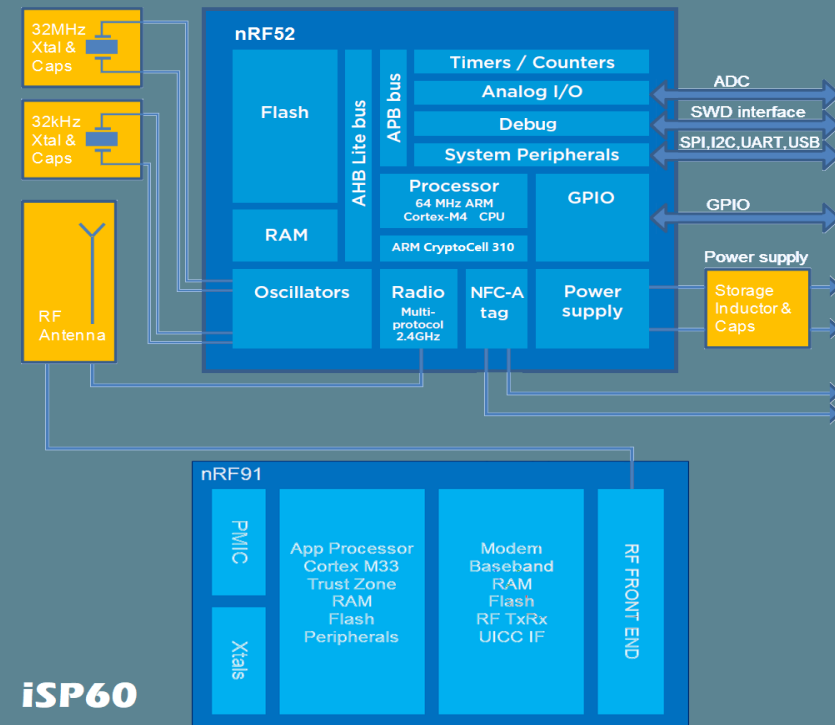 32MHz
Xtal &
Caps
32kHz
Xtal &
Caps
RF
Antenna
nRF52
Flash
RAM
AHB Lite bus
APB bus
Timers / Counters
Analog I/O
Debug
System Peripherals
Processor
64 MHz ARM
Cortex-M4 CPU
ARM CryptoCell 310
GPIO
Oscillators
Radio
Multi-
protocol
2.4GHz
NFC-A
tag
Power
supply
ADC
SWD interface
SPI,I2C,UART,USB
GPIO
Power supply
Storage
Inductor &
Caps
nRF91
PMIC
Xtals
App Processor
Cortex M33
Trust Zone
RAM
Flash
Peripherals
Modem
Baseband
RAM
Flash
RF TxRx
UICC IF
RF FRONT END
iSP60